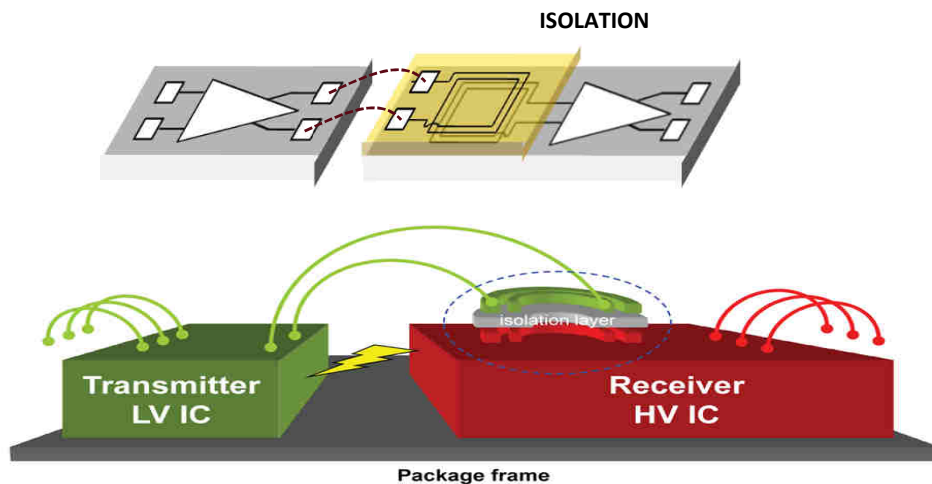 ISOLATION
isolation layer
Transmitter
LV IC
Receiver
HV IC
Package frame